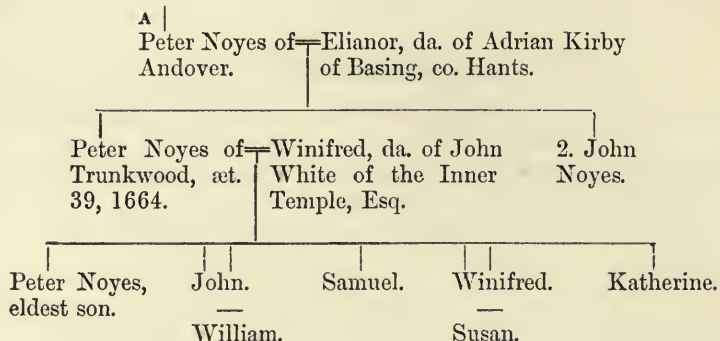 A
Peter Noyes of=Elianor, da. of Adrian Kirby
Andover. of Basing, co. Hants.
Peter Noyes of=Winifred, da. of John 2. John
Trunkwood, æt. White of the Inner Noyes.
39, 1664. Temple, Esq.
Peter Noyes, John. Samuel. Winifred. Katherine.
eldest son.
William. Susan.